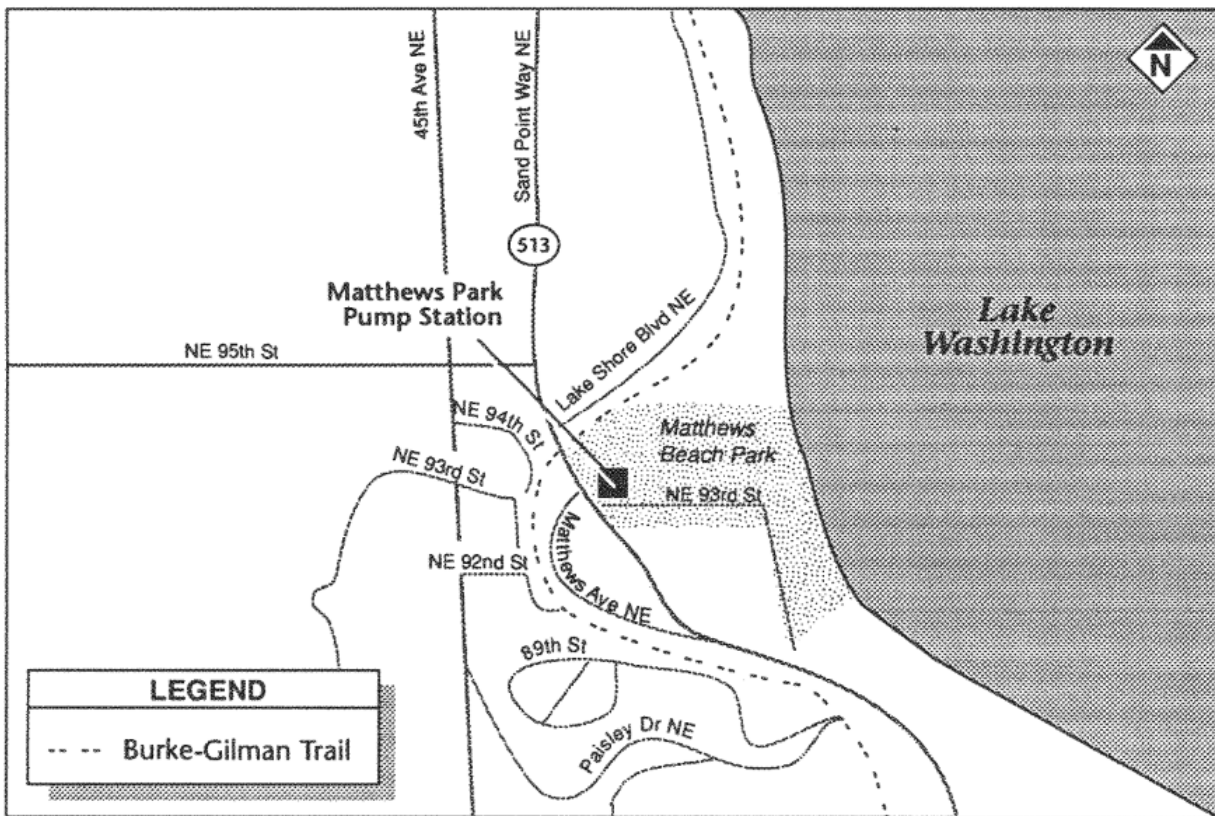 45th Ave NE
Sand Point Way NE
N
513
Matthews Park
Pump Station
Lake Shore Blvd NE
Lake
Washington
NE 95th St
NE 94th St
Matthews
Beach Park
NE 93rd St
NE 93rd St
Matthews Ave NE
NE 92nd St
89th St
Paisley Dr NE
LEGEND
Burke-Gilman Trail